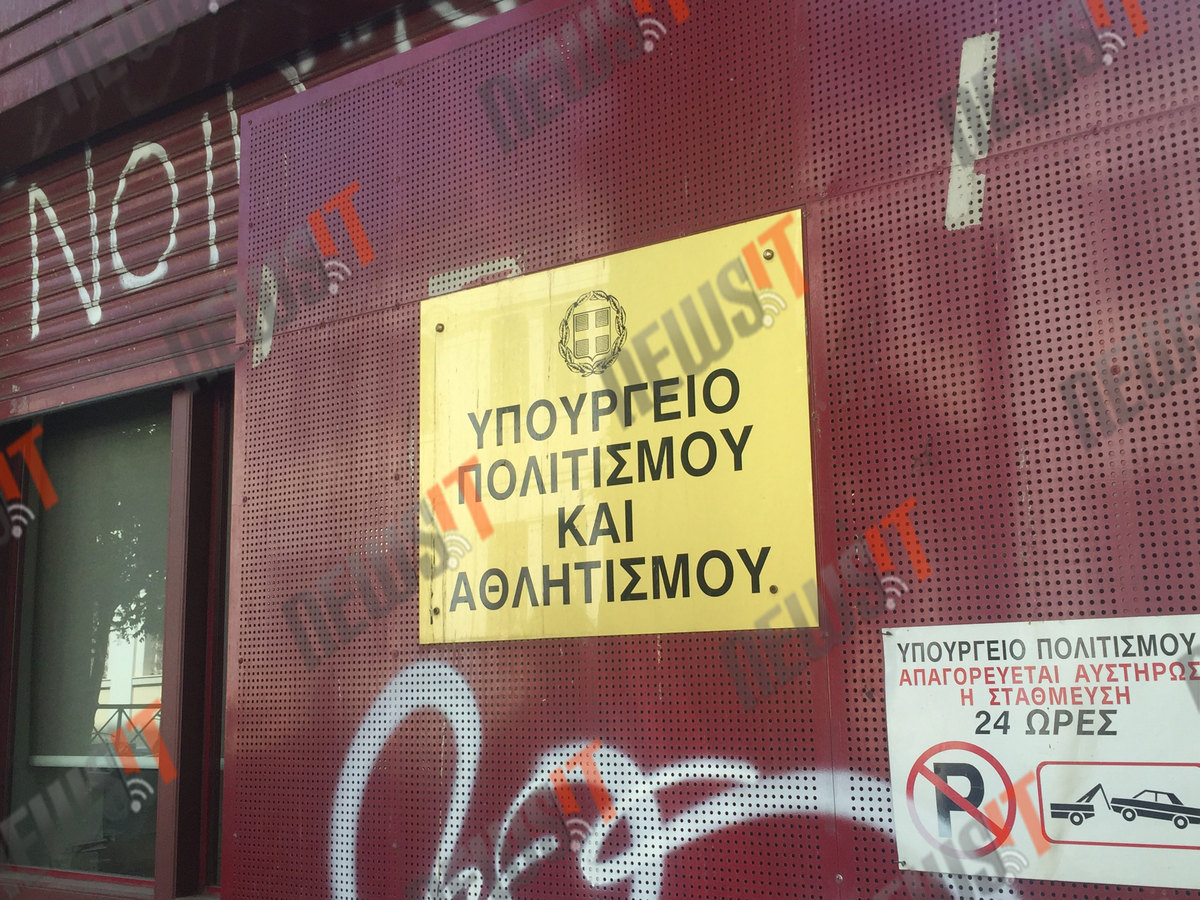 ΥΠΟΥΡΓΕΙΟ
ΠΟΛΙΤΙΣΜΟΥ
ΚΑΙ
ΑΘΛΗΤΙΣΜΟΥ
ΥΠΟΥΡΓΕΙΟ ΠΟΛΙΤΙΣΜΟΥ
ΑΠΑΓΟΡΕΥΕΤΑΙ ΑΥΣΤΗΡΩΣ
Η ΣΤΑΘΜΕΥΣΗ
24 ΩΡΕΣ
P
NEWSIT